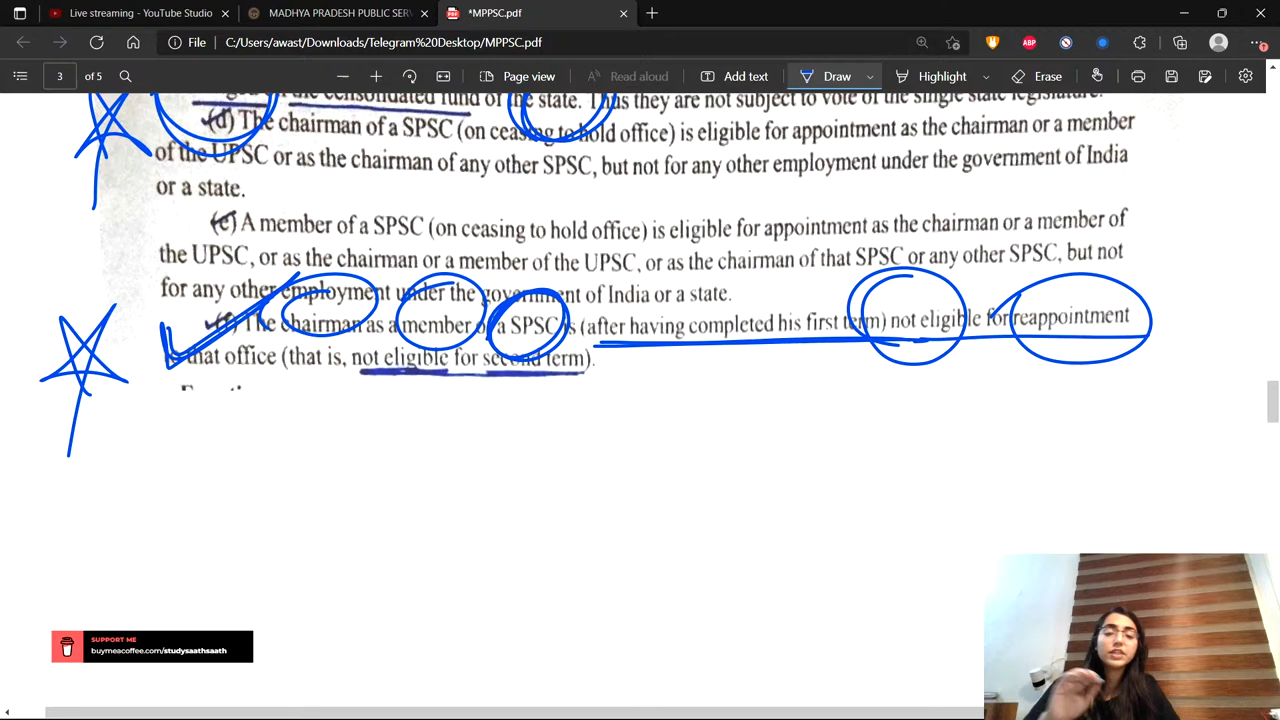 Live streaming - YouTube Studio
MADHYA PRADESH PUBLIC SERV
*MPPSC.pdf
File
C:/Users/awast/Downloads/Telegram%20Desktop/MPPSC.pdf
3 of 5
Page view
Read aloud
Add text
Draw
Highlight
Erase
the consolidated fund of the state. Thus they are not subject to vote of the single state legislature.
(d) The chairman of a SPSC (on ceasing to hold office) is eligible for appointment as the chairman or a member
of the UPSC or as the chairman of any other SPSC, but not for any other employment under the government of India
or a state.
(e) A member of a SPSC (on ceasing to hold office) is eligible for appointment as the chairman or a member of
the UPSC, or as the chairman or a member of the UPSC, or as the chairman of that SPSC or any other SPSC, but not
for any other employment under the government of India or a state.
(f) The chairman as a member of a SPSC is (after having completed his first term) not eligible for reappointment
that office (that is, not eligible for second term).
SUPPORT ME
buymeacoffee.com/studysaathsaath